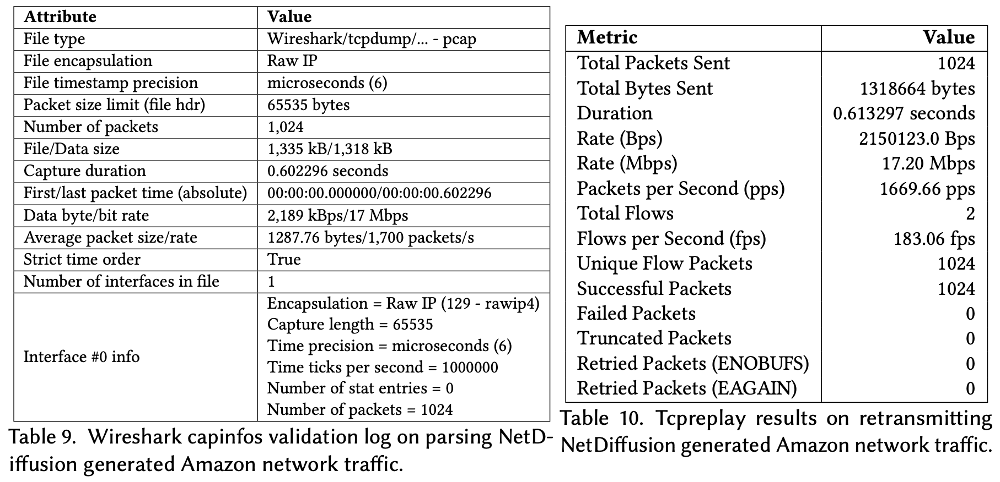 Attribute Value
File type Wireshark/tcpdump/... - pcap
File encapsulation Raw IP
File timestamp precision microseconds (6)
Packet size limit (file hdr) 65535 bytes
Number of packets 1,024
File/Data size 1,335 kB/1,318 kB
Capture duration 0.602296 seconds
First/last packet time (absolute) 00:00:00.000000/00:00:00.602296
Data byte/bit rate 2,189 kBps/17 Mbps
Average packet size/rate 1287.76 bytes/1,700 packets/s
Strict time order True
Number of interfaces in file 1
Interface #0 info
Encapsulation = Raw IP (129 - rawip4)
Capture length = 65535
Time precision = microseconds (6)
Time ticks per second = 1000000
Number of stat entries = 0
Number of packets = 1024
Table 9. Wireshark capinfos validation log on parsing NetD-
iffusion generated Amazon network traffic.
Metric Value
Total Packets Sent 1024
Total Bytes Sent 1318664 bytes
Duration 0.613297 seconds
Rate (Bps) 2150123.0 Bps
Rate (Mbps) 17.20 Mbps
Packets per Second (pps) 1669.66 pps
Total Flows 2
Flows per Second (fps) 183.06 fps
Unique Flow Packets 1024
Successful Packets 1024
Failed Packets 0
Truncated Packets 0
Retried Packets (ENOBUFS) 0
Retried Packets (EAGAIN) 0
Table 10. Tcpreplay results on retransmitting
NetDiffusion generated Amazon network traffic.